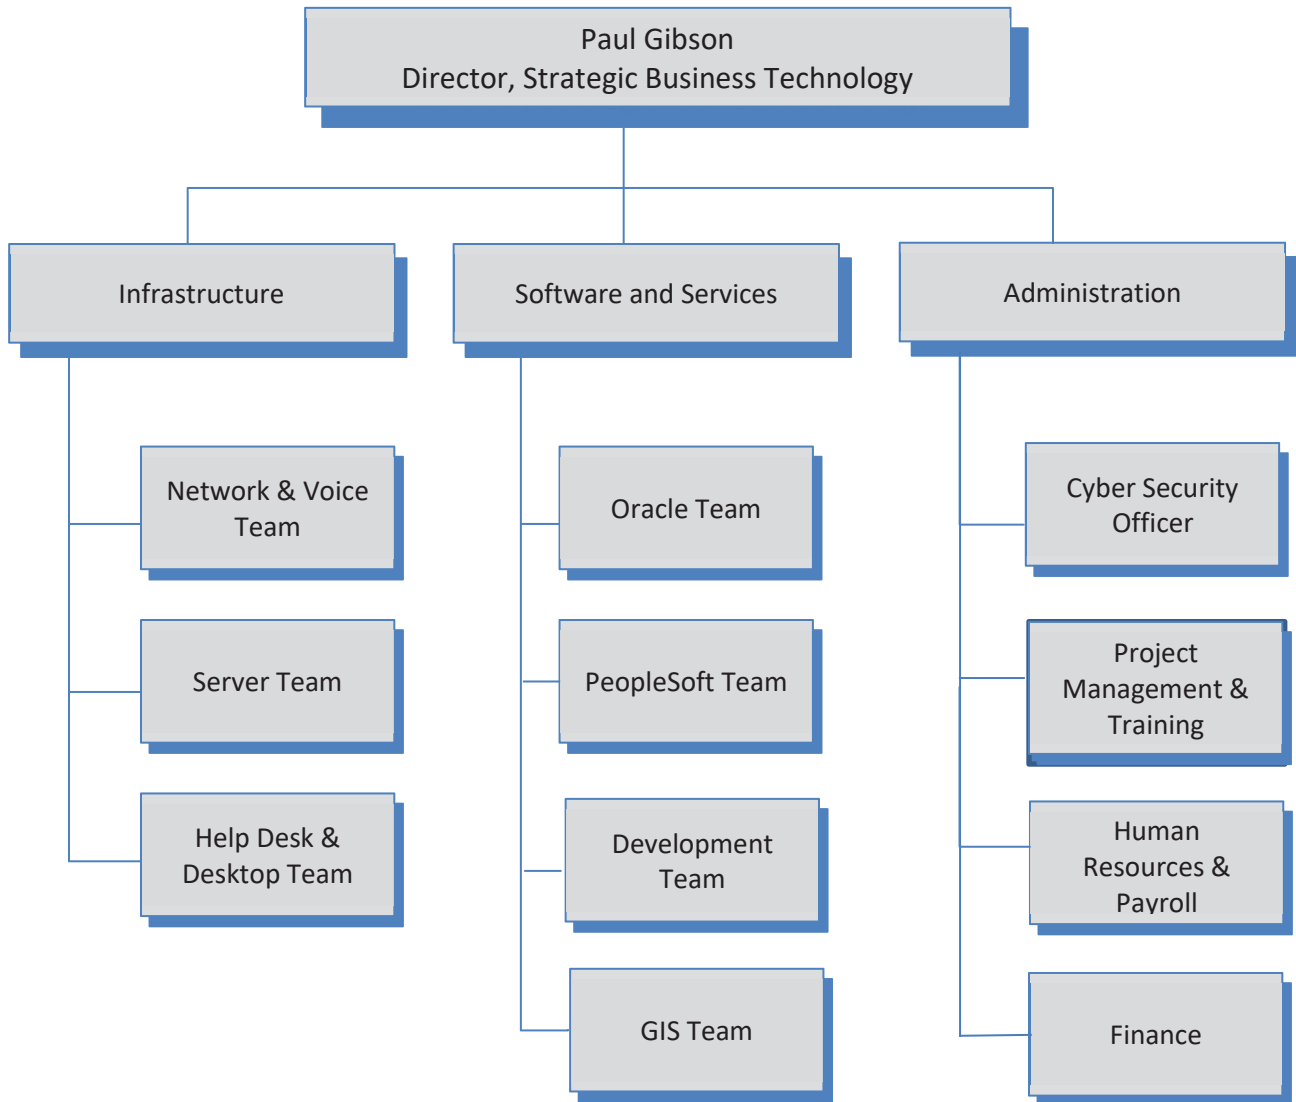 Paul Gibson
Director, Strategic Business Technology
Infrastructure
Software and Services
Administration
Network & Voice
Team
Server Team
Help Desk &
Desktop Team
Oracle Team
PeopleSoft Team
Development
Team
GIS Team
Cyber Security
Officer
Project
Management &
Training
Human
Resources &
Payroll
Finance